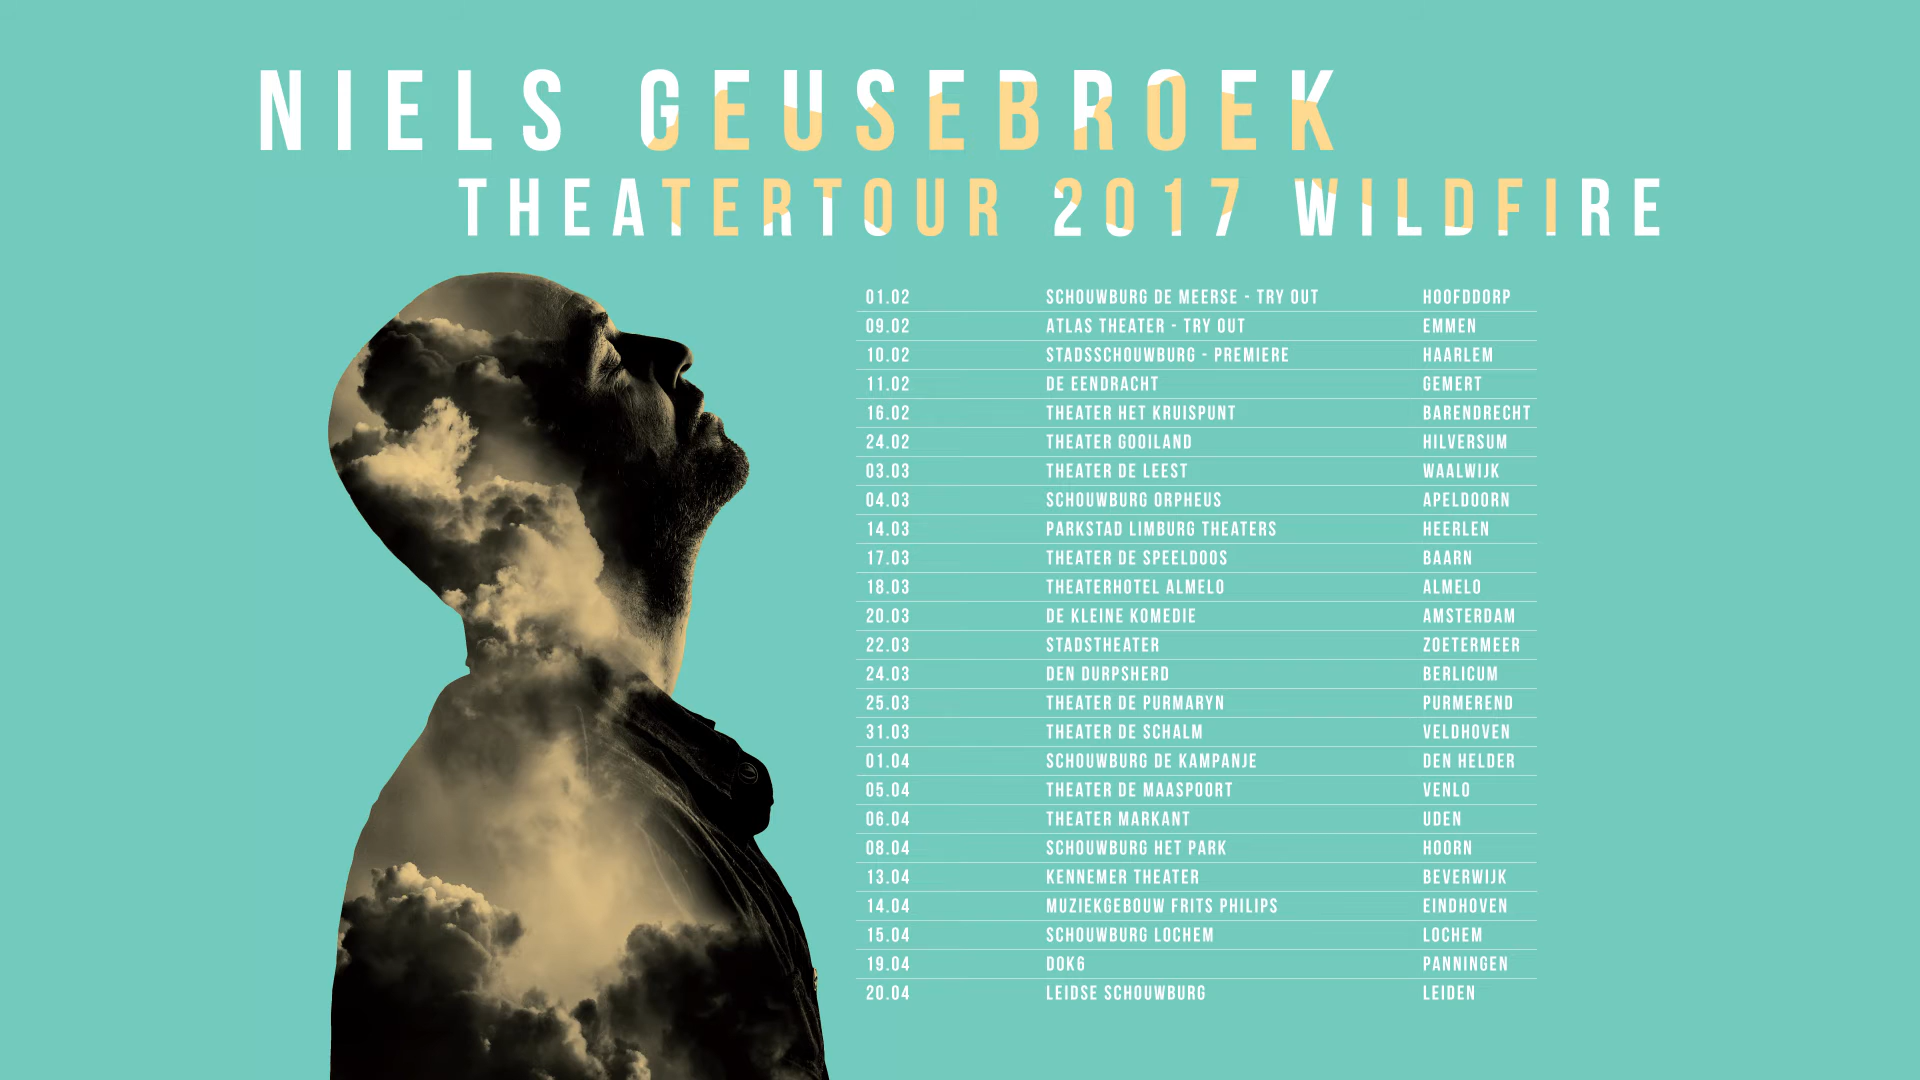 NIELS GEUSEBROEK
THEATERTOUR 2017 WILDFIRE
01.02 SCHOUWBURG DE MEERSE - TRY OUT HOOFDDORP
09.02 ATLAS THEATER - TRY OUT EMMEN
10.02 STADSSCHOUWBURG - PREMIERE HAARLEM
11.02 DE EENDRACHT GEMERT
16.02 THEATER HET KRUISPUNT BARENDRECHT
24.02 THEATER GOOILAND HILVERSUM
03.03 THEATER DE LEEST WAALWIJK
04.03 SCHOUWBURG ORPHEUS APELDOORN
14.03 PARKSTAD LIMBURG THEATERS HEERLEN
17.03 THEATER DE SPEELDOOS BAARN
18.03 THEATERHOTEL ALMELO ALMELO
20.03 DE KLEINE KOMEDIE AMSTERDAM
22.03 STADSTHEATER ZOETERMEER
24.03 DEN DURPSHERD BERLICUM
25.03 THEATER DE PURMARYN PURMEREND
31.03 THEATER DE SCHALM VELDHOVEN
01.04 SCHOUWBURG DE KAMPANJE DEN HELDER
05.04 THEATER DE MAASPOORT VENLO
06.04 THEATER MARKANT UDEN
08.04 SCHOUWBURG HET PARK HOORN
13.04 KENNEMER THEATER BEVERWIJK
14.04 MUZIEKGEBOUW FRITS PHILIPS EINDHOVEN
15.04 SCHOUWBURG LOCHEM LOCHEM
19.04 DOK6 PANNINGEN
20.04 LEIDSE SCHOUWBURG LEIDEN